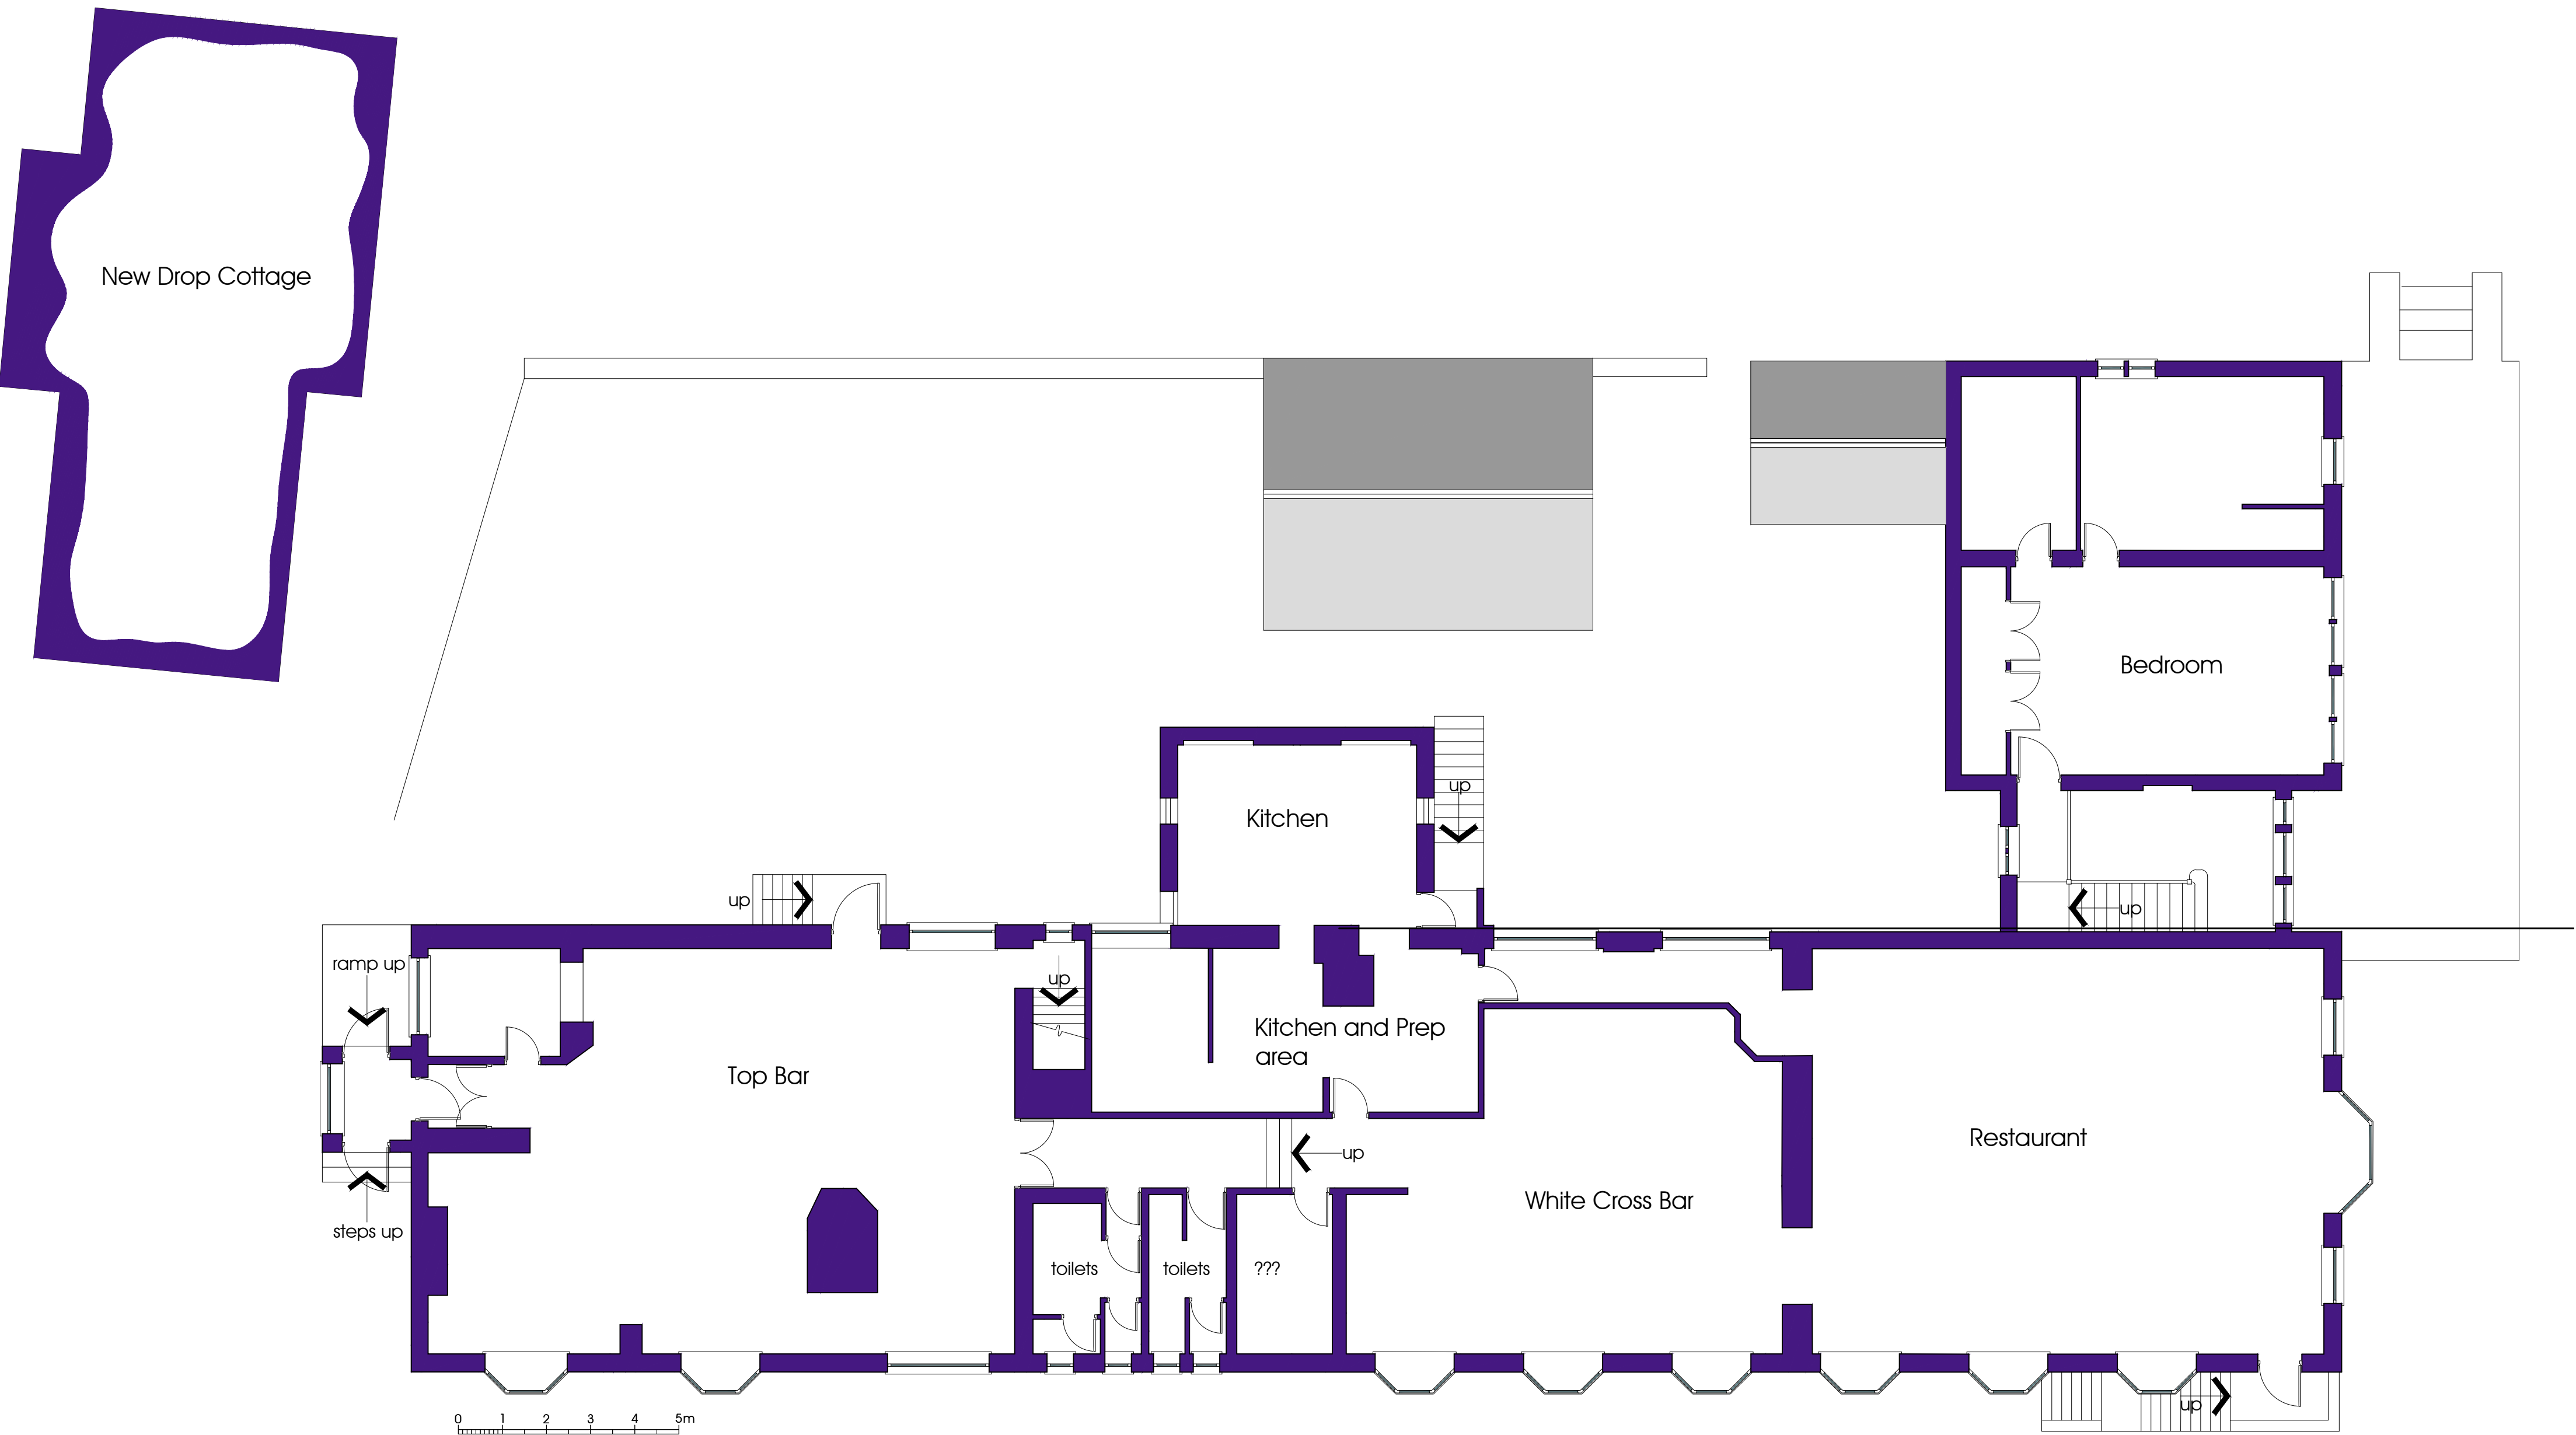 New Drop Cottage
Bedroom
up
Kitchen
up
up
ramp up
up
Kitchen and Prep
area
Top Bar
Restaurant
up
White Cross Bar
steps up
toilets
toilets
???
up
0 1 2 3 4 5m